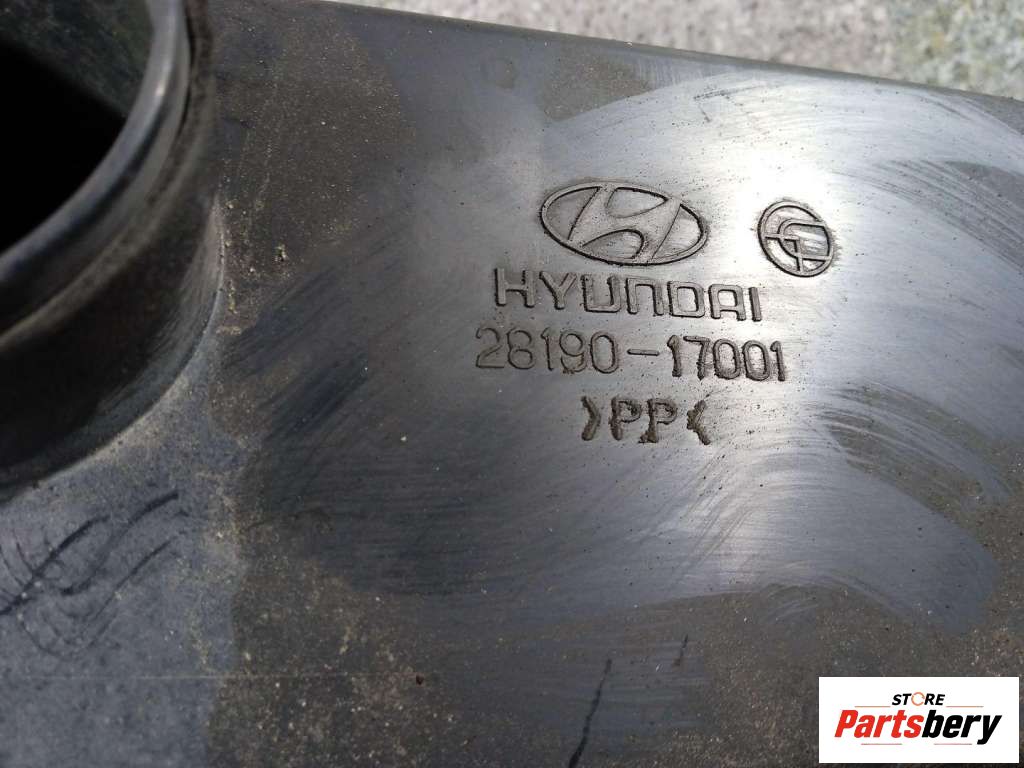 HYUNDAI
28190-17001
>PP<
STORE
Partsbery